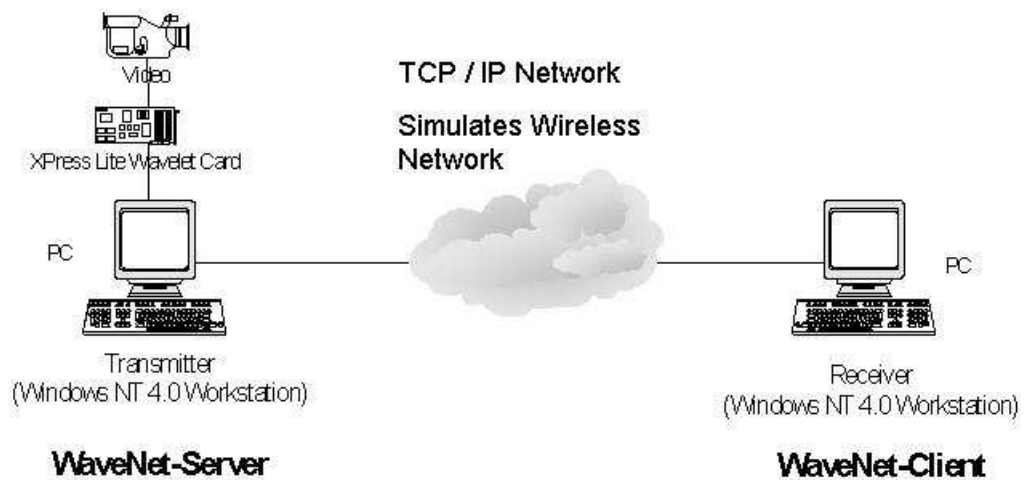 Video
XPress Lite Wavelet Card
PC
Transmitter
(Windows NT 4.0 Workstation)
WaveNet-Server
TCP / IP Network
Simulates Wireless
Network
PC
Receiver
(Windows NT 4.0 Workstation)
WaveNet-Client